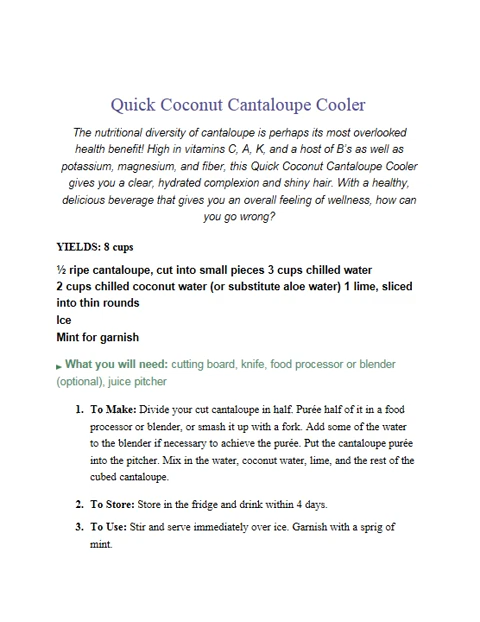 Quick Coconut Cantaloupe Cooler
The nutritional diversity of cantaloupe is perhaps its most overlooked
health benefit! High in vitamins C, A, K, and a host of B's as well as
potassium, magnesium, and fiber, this Quick Coconut Cantaloupe Cooler
gives you a clear, hydrated complexion and shiny hair. With a healthy,
delicious beverage that gives you an overall feeling of wellness, how can
you go wrong?
YIELDS: 8 cups
½ ripe cantaloupe, cut into small pieces 3 cups chilled water
2 cups chilled coconut water (or substitute aloe water) 1 lime, sliced
into thin rounds
Ice
Mint for garnish
► What you will need: cutting board, knife, food processor or blender
(optional), juice pitcher
1. To Make: Divide your cut cantaloupe in half. Purée half of it in a food
processor or blender, or smash it up with a fork. Add some of the water
to the blender if necessary to achieve the purée. Put the cantaloupe purée
into the pitcher. Mix in the water, coconut water, lime, and the rest of the
cubed cantaloupe.
2. To Store: Store in the fridge and drink within 4 days.
3. To Use: Stir and serve immediately over ice. Garnish with a sprig of
mint.